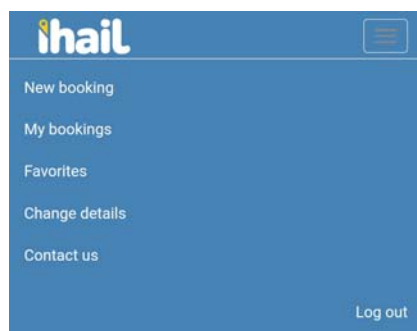 ihail
New booking
My bookings
Favorites
Change details
Contact us
Log out